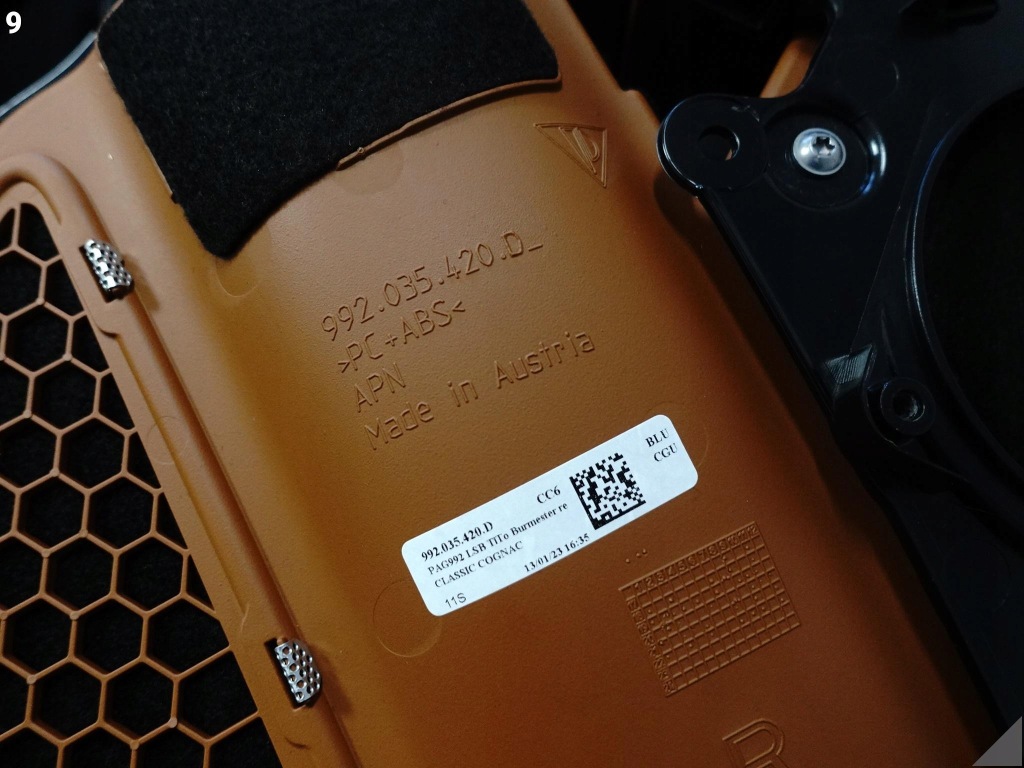 9
992.035.420.D_
>PC+ABS<
APN
Made in Austria
992.035.420.D CC6 BLU
PAG992 LSB TITo Burmester re CGU
CLASSIC COGNAC
13/01/23 16:35
11S
R